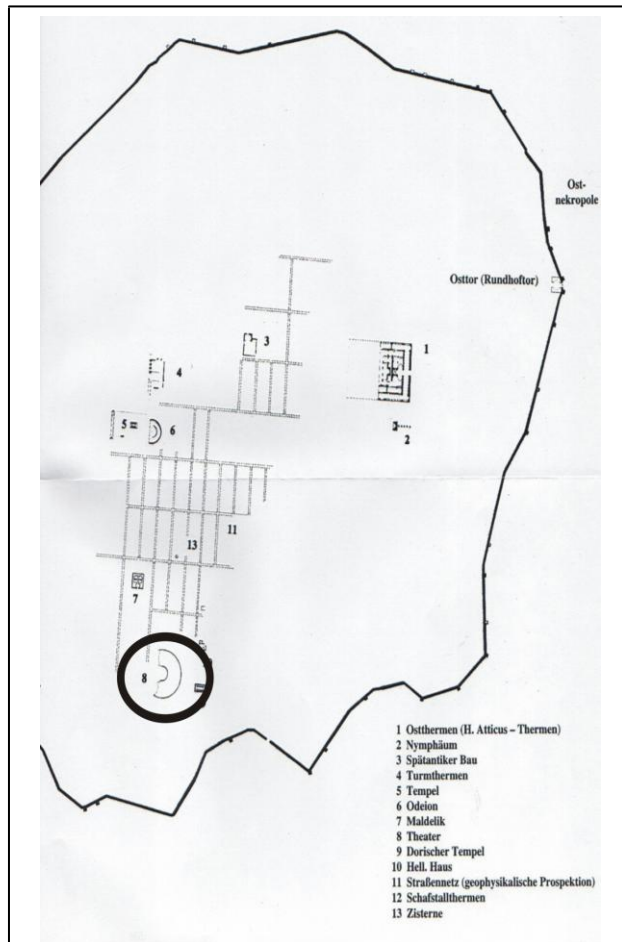 Ost-
nekropole
Osttor (Rundhoftor)
1
3
4
2
5 =
6
11
13
7
8
1 Ostthermen (H. Atticus – Thermen)
2 Nymphäum
3 Spätantiker Bau
4 Turmthermen
5 Tempel
6 Odeion
7 Maldelik
8 Theater
9 Dorischer Tempel
10 Hell. Haus
11 Straßennetz (geophysikalische Prospektion)
12 Schafstallthermen
13 Zisterne